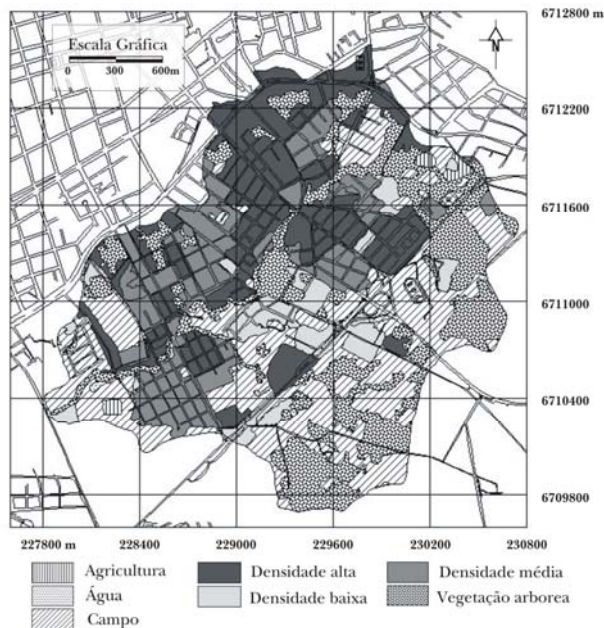 6712800 m
Escala Gráfica
0 300 600m
N
6712200
6711600
6711000
6710400
6709800
227800 m 228400 229000 229600 230200 230800
Agricultura Densidade alta Densidade média
Água Densidade baixa Vegetação arborea
Campo